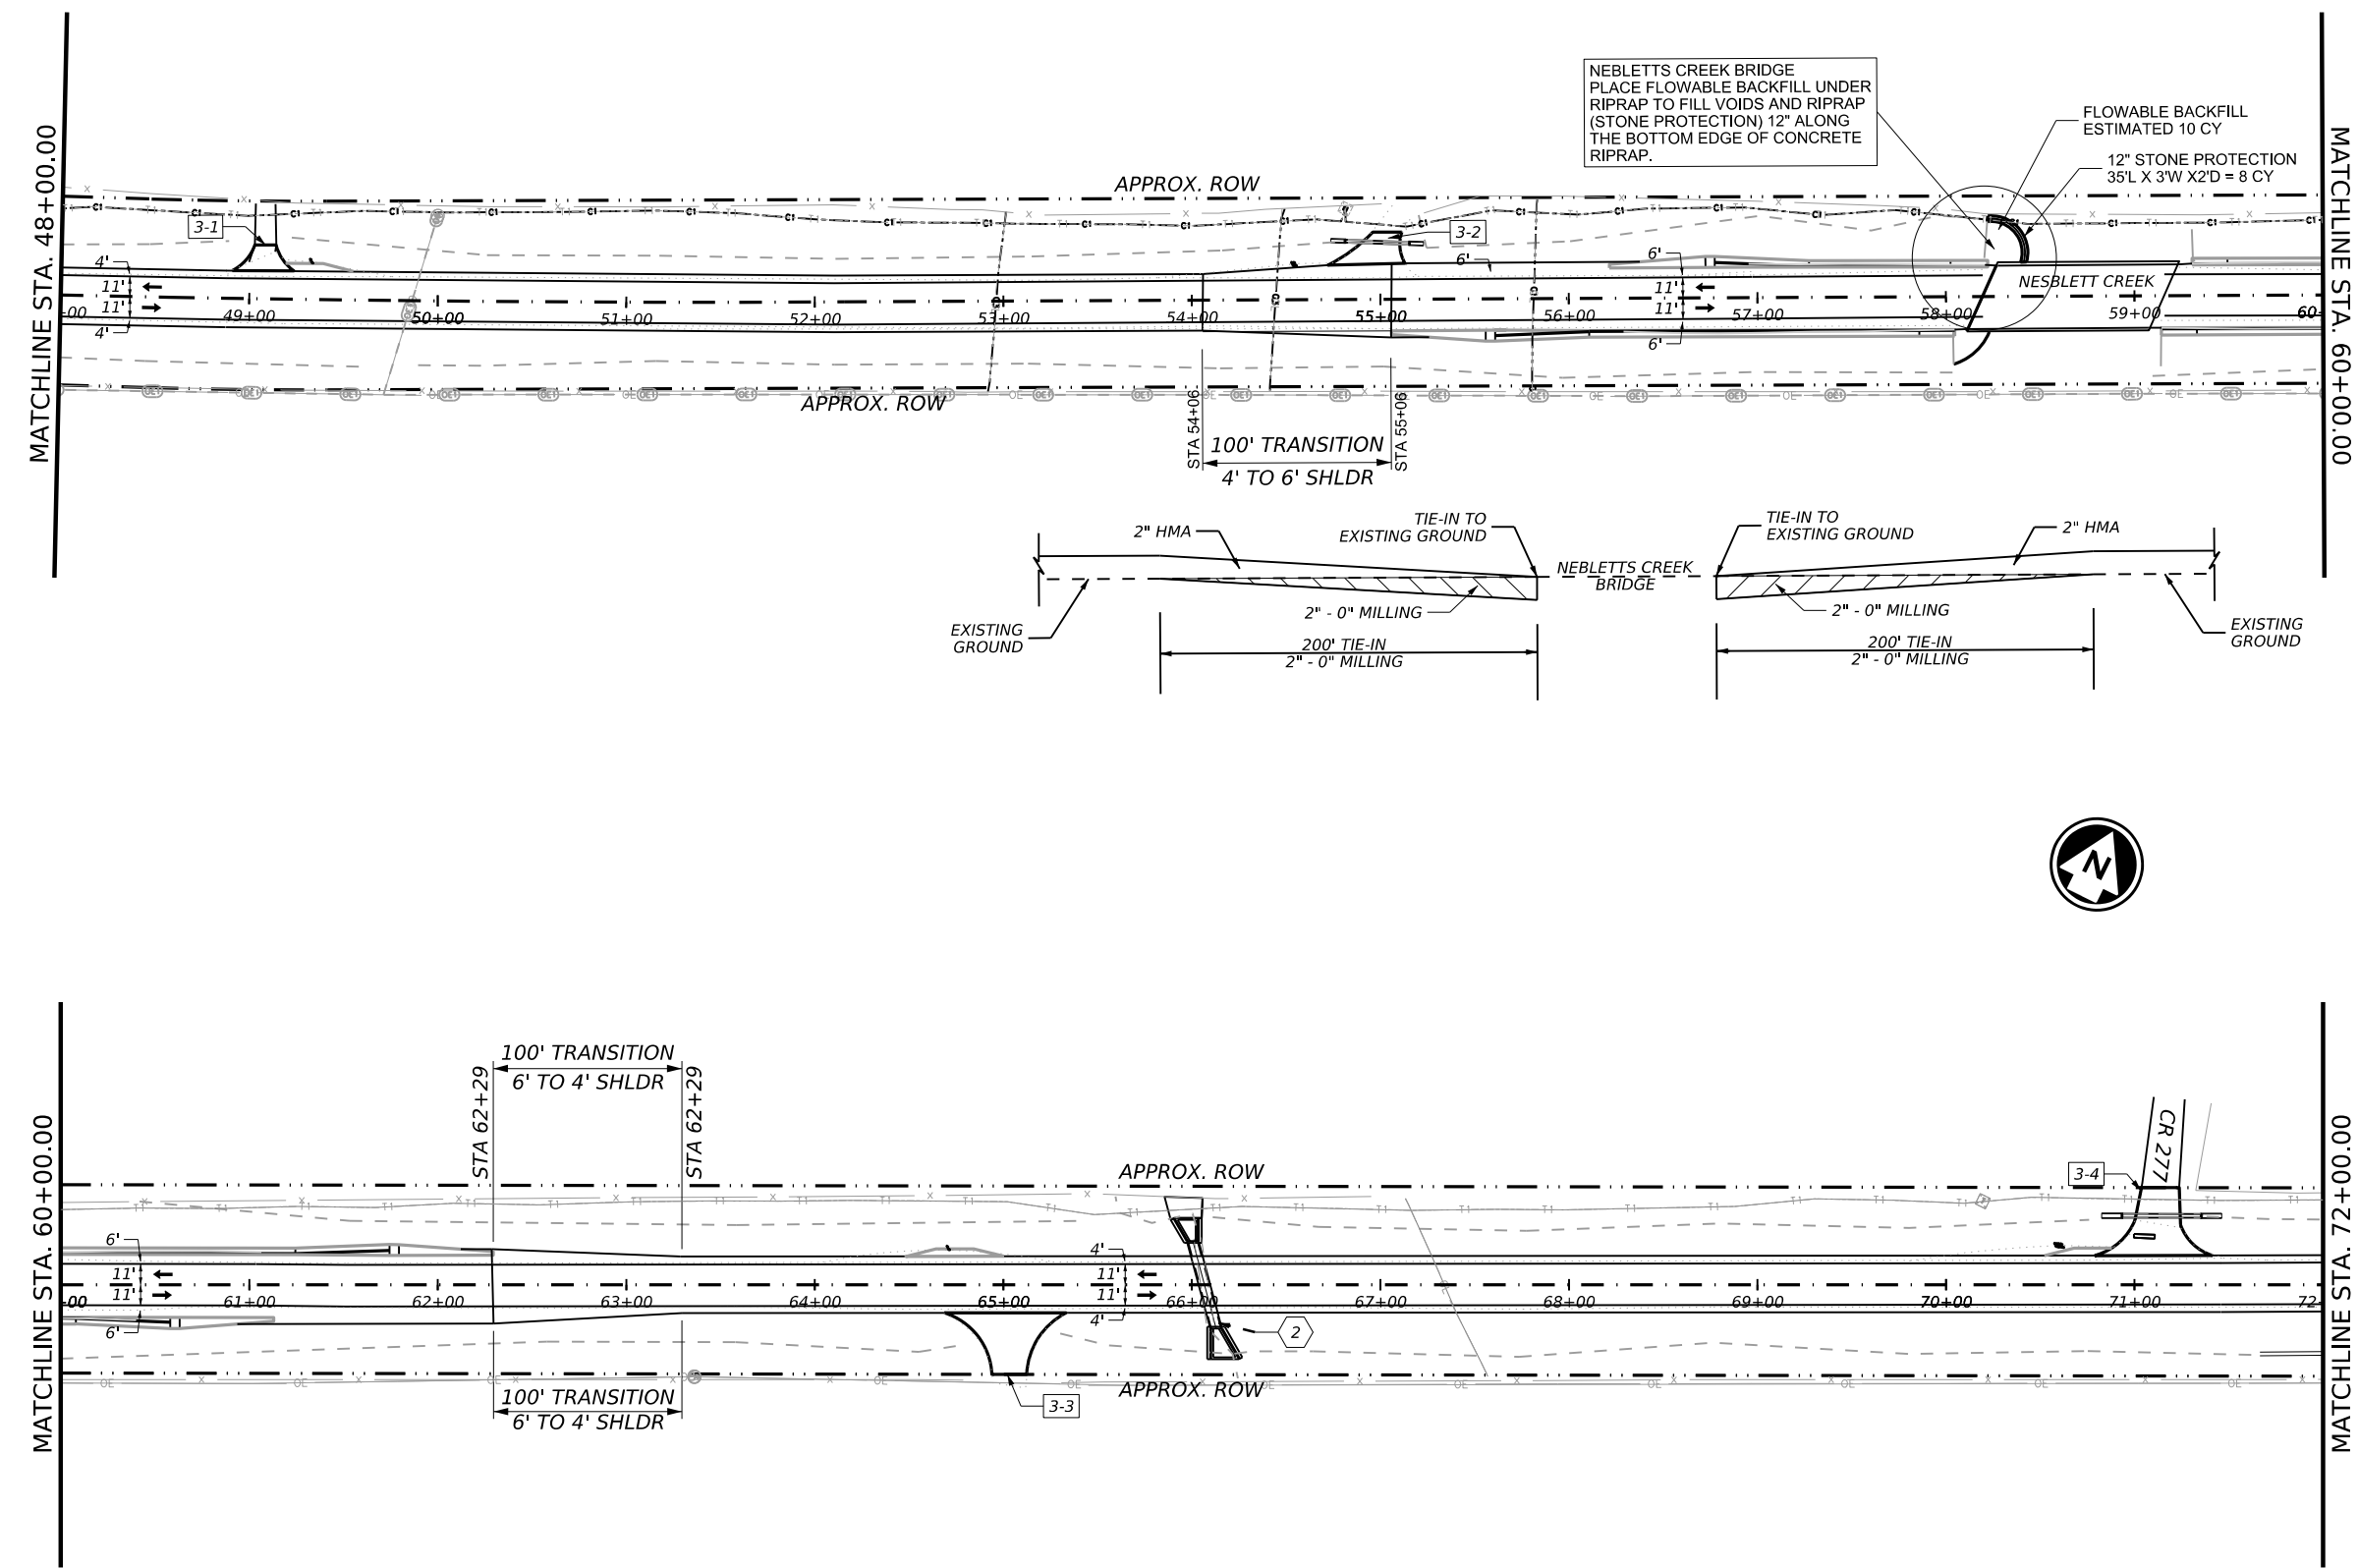 NEBLETTS CREEK BRIDGE
PLACE FLOWABLE BACKFILL UNDER
RIPRAP TO FILL VOIDS AND RIPRAP
(STONE PROTECTION) 12" ALONG
THE BOTTOM EDGE OF CONCRETE
RIPRAP.
FLOWABLE BACKFILL
ESTIMATED 10 CY
12" STONE PROTECTION
35'L X 3'W X2'D = 8 CY
MATCHLINE STA. 48+00.00
MATCHLINE STA. 60+00.00
APPROX. ROW
3-1
3-2
4'
11'
11'
4'
6'
6'
11'
11'
6'
NESBLETT CREEK
-00
49+00
50+00
51+00
52+00
53+00
54+00
55+00
56+00
57+00
58+00
59+00
60+
APPROX. ROW
STA 54+06
STA 55+06
100' TRANSITION
4' TO 6' SHLDR
2" HMA
TIE-IN TO
EXISTING GROUND
NEBLETTS CREEK
BRIDGE
TIE-IN TO
EXISTING GROUND
2" HMA
2" - 0" MILLING
2" - 0" MILLING
EXISTING
GROUND
EXISTING
GROUND
200' TIE-IN
2" - 0" MILLING
200' TIE-IN
2" - 0" MILLING
N
MATCHLINE STA. 60+00.00
MATCHLINE STA. 72+00.00
100' TRANSITION
6' TO 4' SHLDR
STA 62+29
STA 62+29
APPROX. ROW
CR 277
3-4
6'
11'
11'
6'
4'
11'
11'
4'
-00
61+00
62+00
63+00
64+00
65+00
66+00
67+00
68+00
69+00
70+00
71+00
72+
2
100' TRANSITION
6' TO 4' SHLDR
3-3
APPROX. ROW